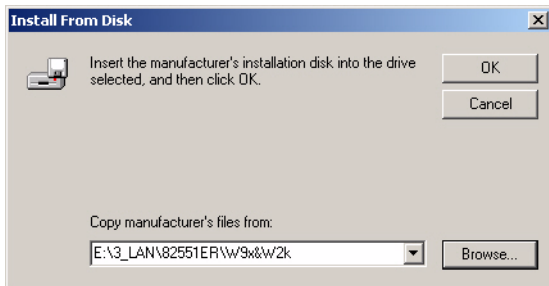 Install From Disk
Insert the manufacturer's installation disk into the drive
selected, and then click OK.
OK
Cancel
Copy manufacturer's files from:
E:\3_LAN\82551ER\W9x&W2k
Browse...